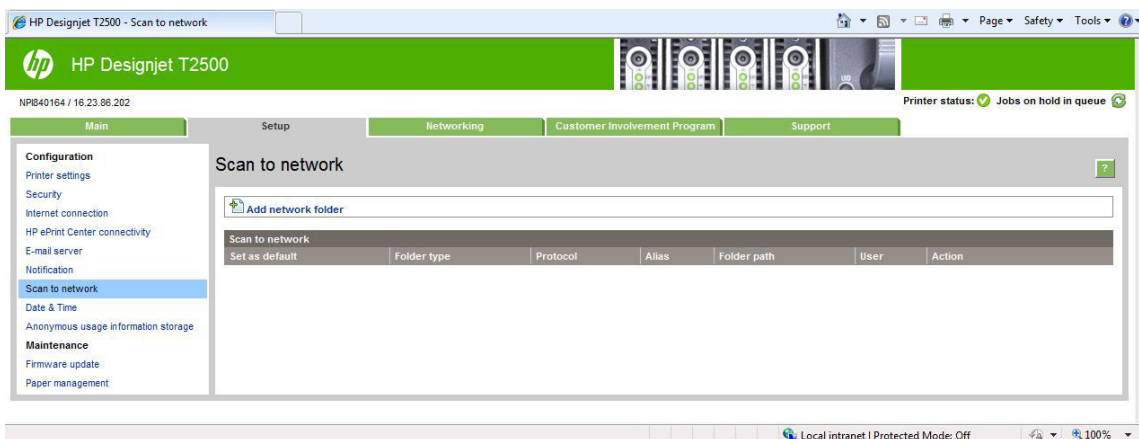 HP Designjet T2500 - Scan to network
Page Safety Tools
hp HP Designjet T2500
NPI840164 / 16.23.86.202
Printer status: Jobs on hold in queue
Main Setup Networking Customer Involvement Program Support
Configuration
Printer settings
Security
Internet connection
HP ePrint Center connectivity
E-mail server
Notification
Scan to network
Date & Time
Anonymous usage information storage
Maintenance
Firmware update
Paper management
Scan to network
?
Add network folder
Scan to network
Set as default Folder type Protocol Alias Folder path User Action
Local intranet | Protected Mode: Off 100%